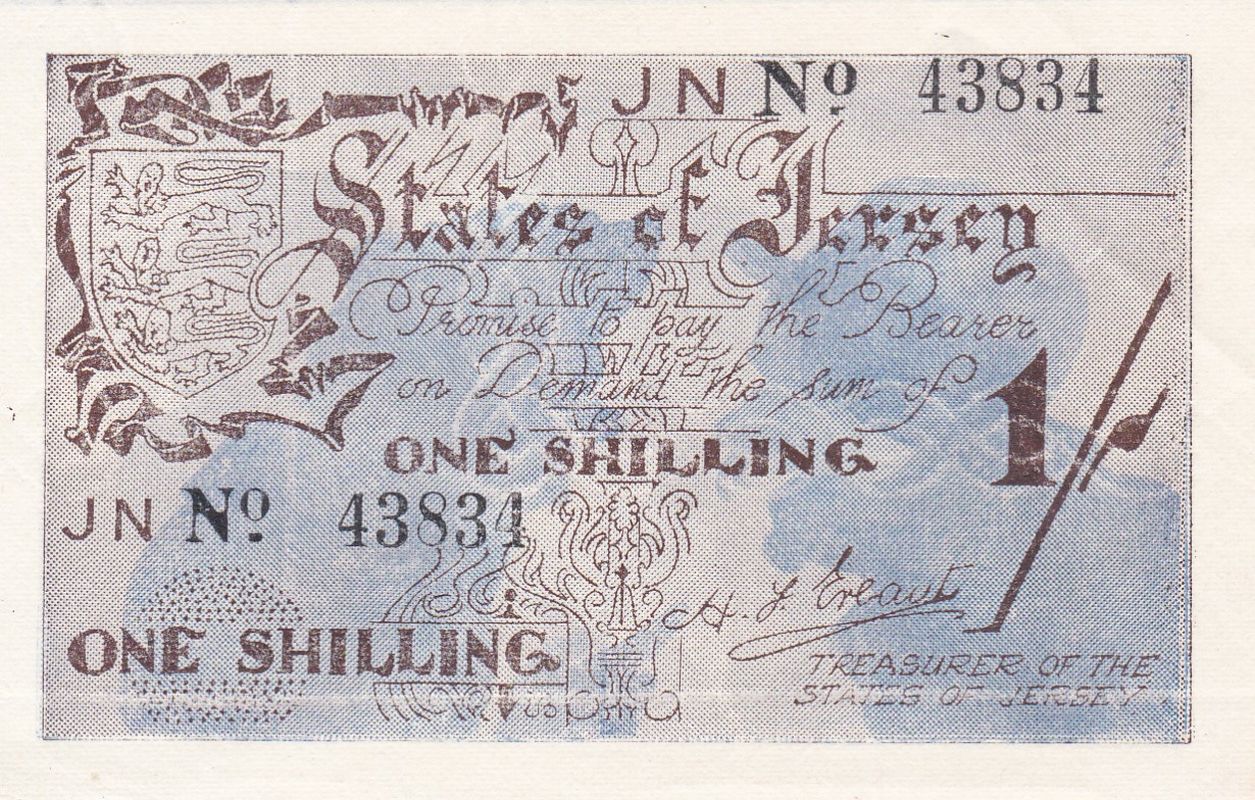 JN Nº 43834
States of Jersey
Promise to pay the Bearer
on Demand the sum of
1/-
ONE SHILLING
JN Nº 43834
ONE SHILLING
H. F. Ereaut
TREASURER OF THE
STATES OF JERSEY.